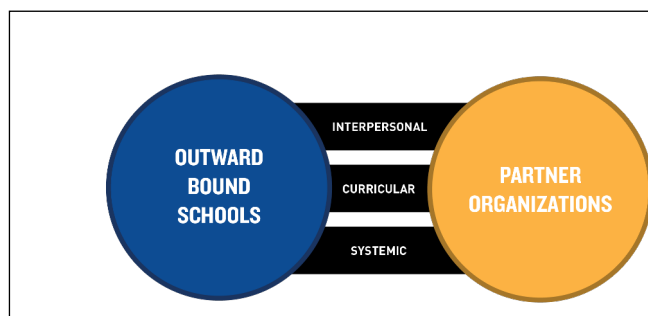 OUTWARD
BOUND
SCHOOLS
INTERPERSONAL
CURRICULAR
SYSTEMIC
PARTNER
ORGANIZATIONS